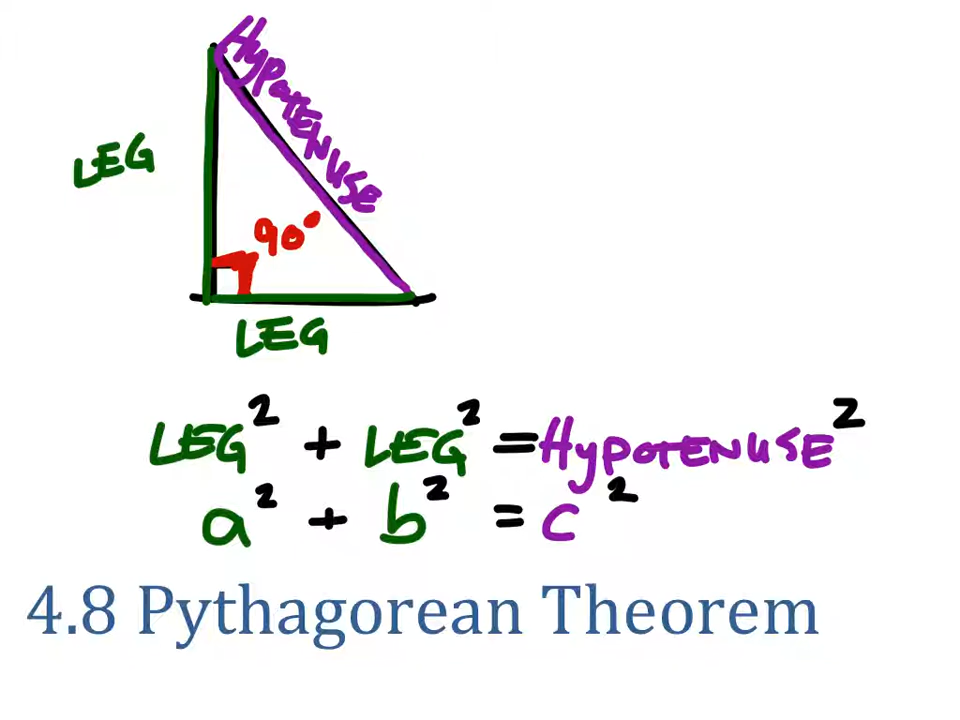 HypOTENUSE
LEG
90°
LEG
LEG² + LEG² = HypOTENUSE²
a² + b² = c²
4.8 Pythagorean Theorem